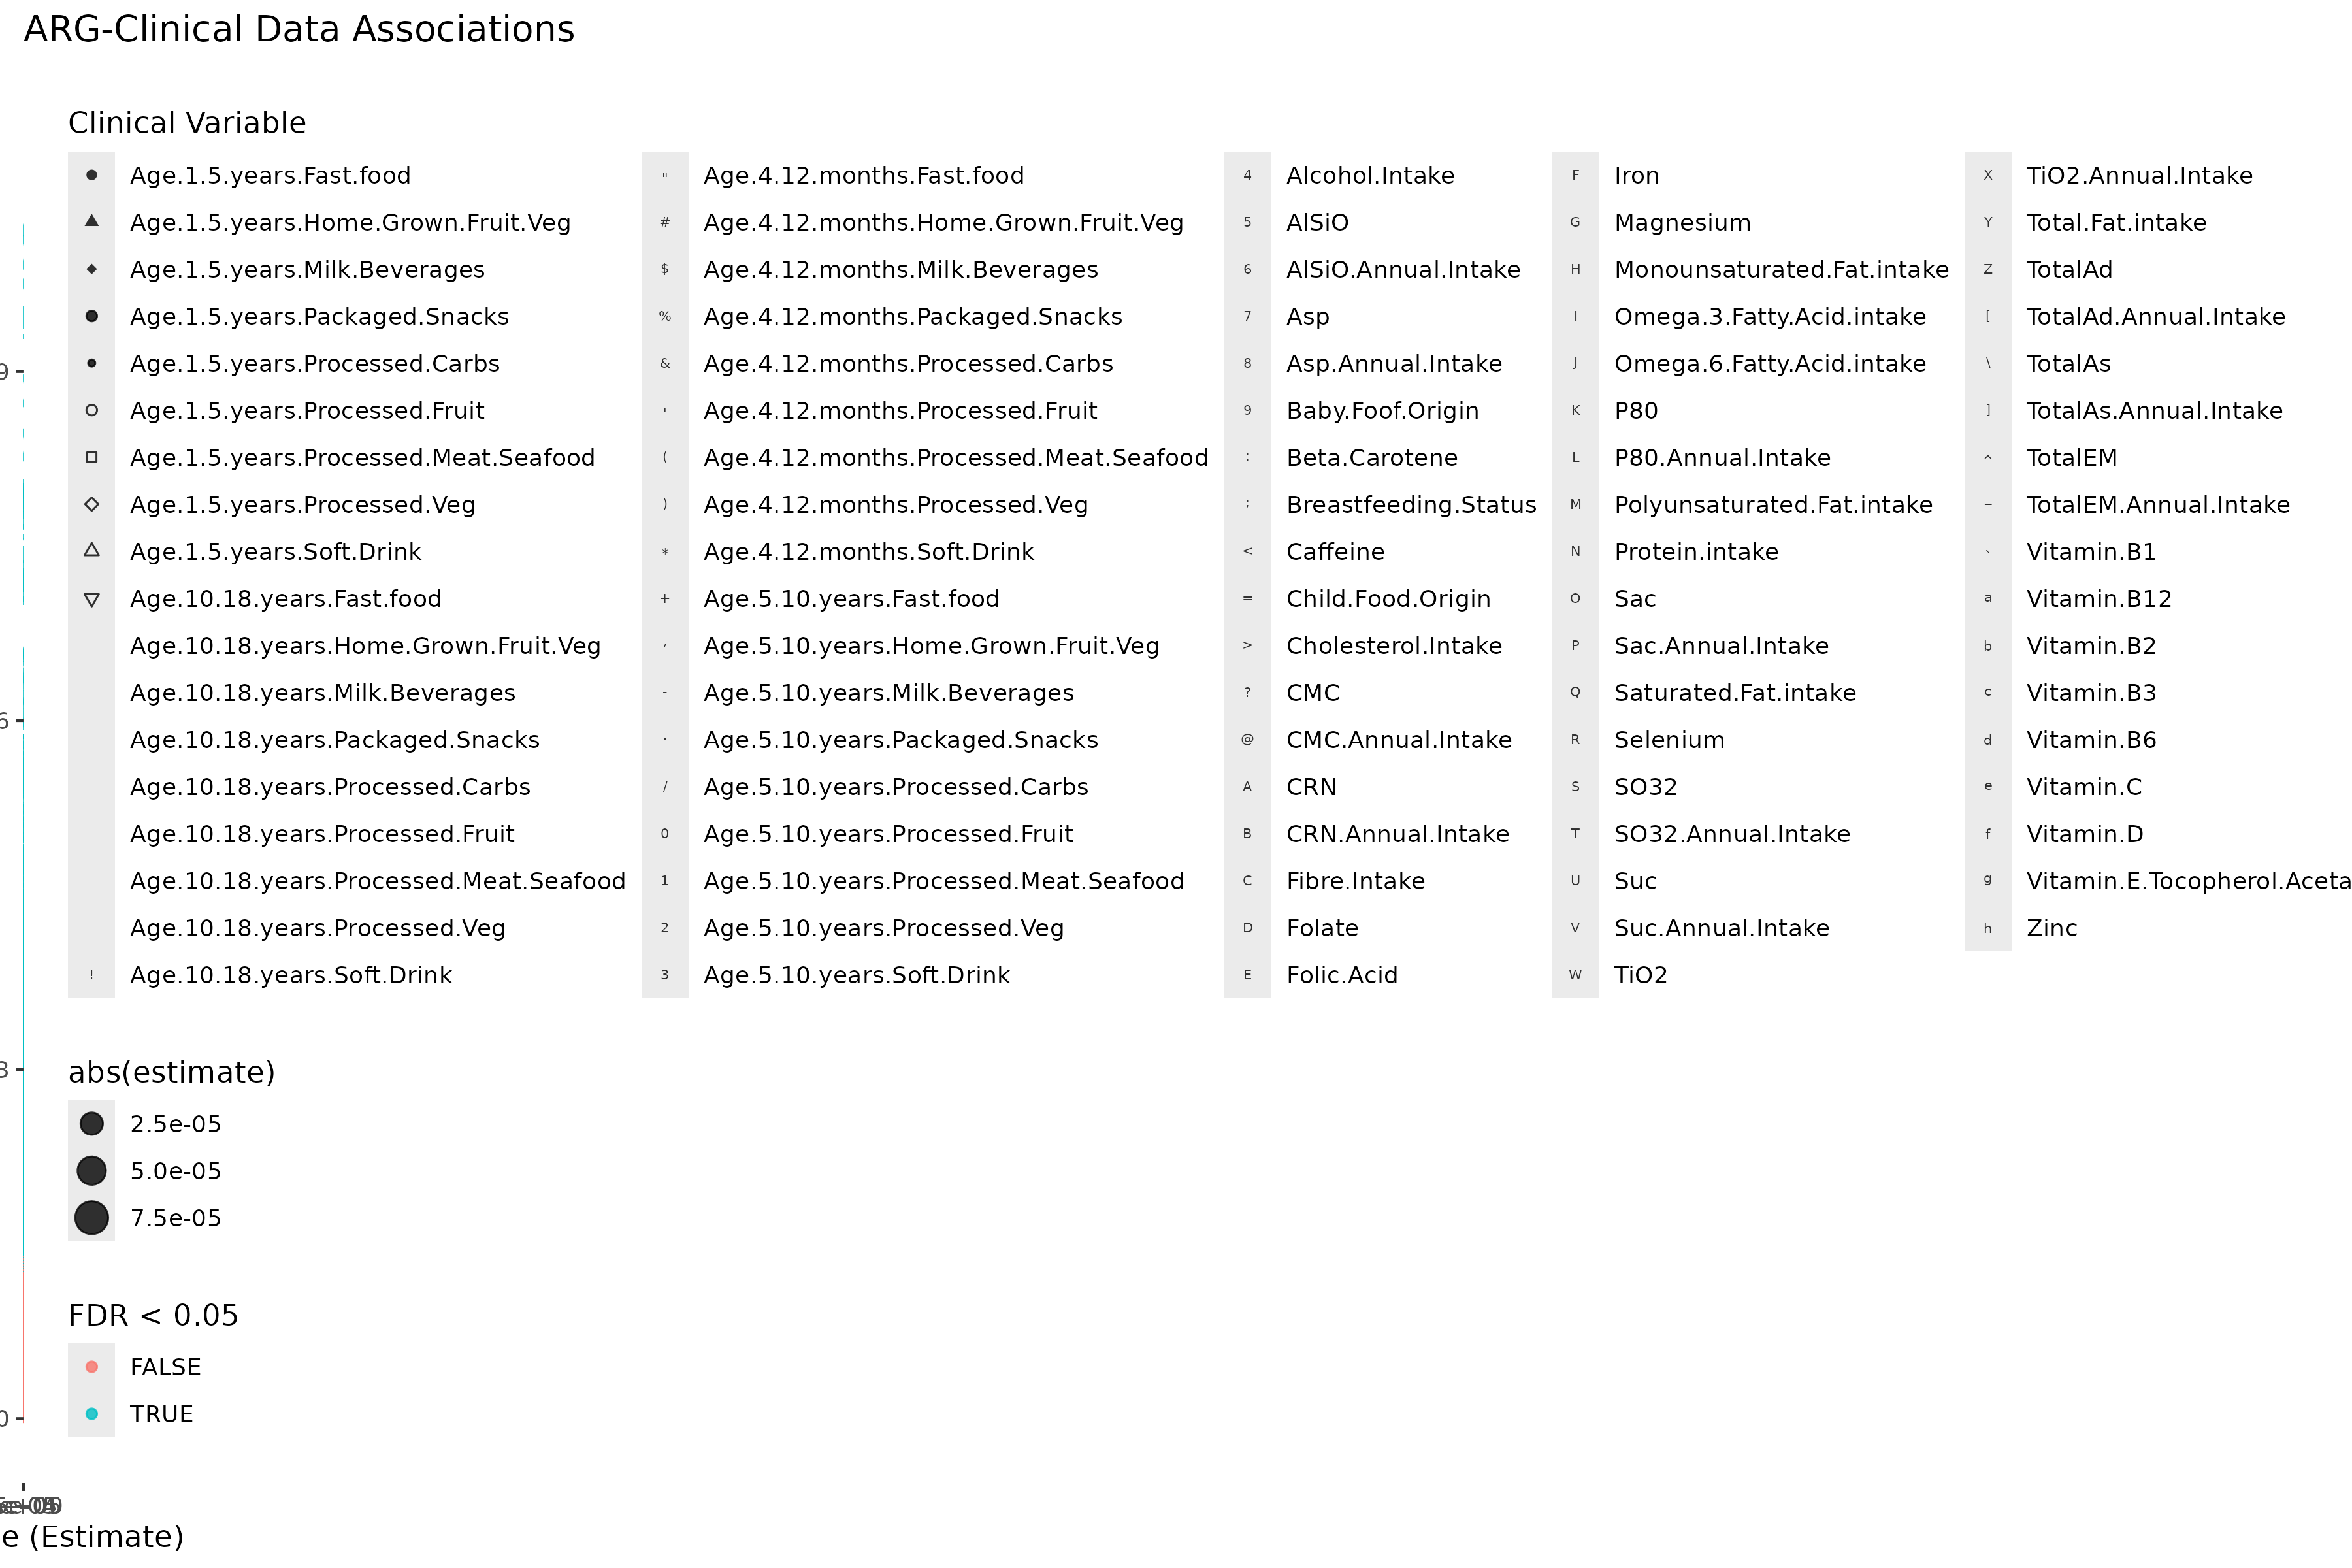 ARG-Clinical Data Associations
Clinical Variable
Age.1.5.years.Fast.food
Age.1.5.years.Home.Grown.Fruit.Veg
Age.1.5.years.Milk.Beverages
Age.1.5.years.Packaged.Snacks
Age.1.5.years.Processed.Carbs
Age.1.5.years.Processed.Fruit
Age.1.5.years.Processed.Meat.Seafood
Age.1.5.years.Processed.Veg
Age.1.5.years.Soft.Drink
Age.10.18.years.Fast.food
Age.10.18.years.Home.Grown.Fruit.Veg
Age.10.18.years.Milk.Beverages
Age.10.18.years.Packaged.Snacks
Age.10.18.years.Processed.Carbs
Age.10.18.years.Processed.Fruit
Age.10.18.years.Processed.Meat.Seafood
Age.10.18.years.Processed.Veg
! Age.10.18.years.Soft.Drink
" Age.4.12.months.Fast.food
# Age.4.12.months.Home.Grown.Fruit.Veg
$ Age.4.12.months.Milk.Beverages
% Age.4.12.months.Packaged.Snacks
& Age.4.12.months.Processed.Carbs
' Age.4.12.months.Processed.Fruit
( Age.4.12.months.Processed.Meat.Seafood
) Age.4.12.months.Processed.Veg
* Age.4.12.months.Soft.Drink
+ Age.5.10.years.Fast.food
, Age.5.10.years.Home.Grown.Fruit.Veg
- Age.5.10.years.Milk.Beverages
. Age.5.10.years.Packaged.Snacks
/ Age.5.10.years.Processed.Carbs
0 Age.5.10.years.Processed.Fruit
1 Age.5.10.years.Processed.Meat.Seafood
2 Age.5.10.years.Processed.Veg
3 Age.5.10.years.Soft.Drink
4 Alcohol.Intake
5 AlSiO
6 AlSiO.Annual.Intake
7 Asp
8 Asp.Annual.Intake
9 Baby.Foof.Origin
: Beta.Carotene
; Breastfeeding.Status
< Caffeine
= Child.Food.Origin
> Cholesterol.Intake
? CMC
@ CMC.Annual.Intake
A CRN
B CRN.Annual.Intake
C Fibre.Intake
D Folate
E Folic.Acid
F Iron
G Magnesium
H Monounsaturated.Fat.intake
I Omega.3.Fatty.Acid.intake
J Omega.6.Fatty.Acid.intake
K P80
L P80.Annual.Intake
M Polyunsaturated.Fat.intake
N Protein.intake
O Sac
P Sac.Annual.Intake
Q Saturated.Fat.intake
R Selenium
S SO32
T SO32.Annual.Intake
U Suc
V Suc.Annual.Intake
W TiO2
X TiO2.Annual.Intake
Y Total.Fat.intake
Z TotalAd
[ TotalAd.Annual.Intake
\ TotalAs
] TotalAs.Annual.Intake
^ TotalEM
_ TotalEM.Annual.Intake
` Vitamin.B1
a Vitamin.B12
b Vitamin.B2
c Vitamin.B3
d Vitamin.B6
e Vitamin.C
f Vitamin.D
g Vitamin.E.Tocopherol.Aceta
h Zinc
abs(estimate)
2.5e-05
5.0e-05
7.5e-05
FDR < 0.05
FALSE
TRUE
9
6
3
0
e (Estimate)